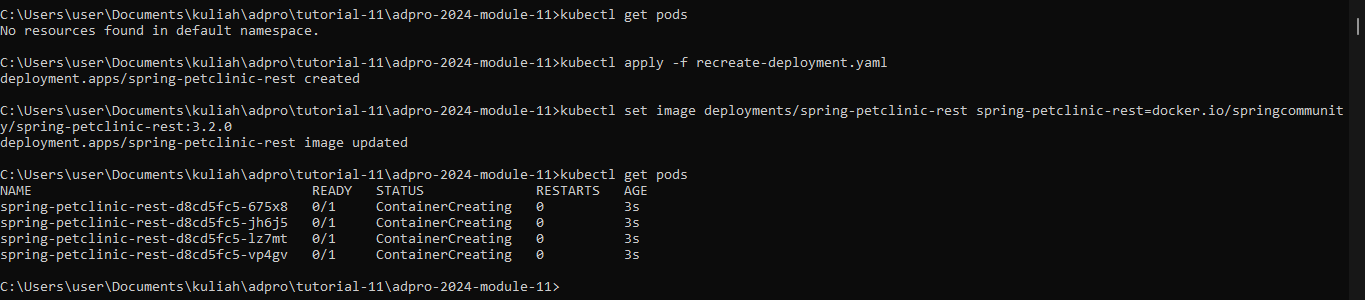 C:\Users\user\Documents\kuliah\adpro\tutorial-11\adpro-2024-module-11>kubectl get pods
No resources found in default namespace.
C:\Users\user\Documents\kuliah\adpro\tutorial-11\adpro-2024-module-11>kubectl apply -f recreate-deployment.yaml
deployment.apps/spring-petclinic-rest created
C:\Users\user\Documents\kuliah\adpro\tutorial-11\adpro-2024-module-11>kubectl set image deployments/spring-petclinic-rest spring-petclinic-rest=docker.io/springcommunit
y/spring-petclinic-rest:3.2.0
deployment.apps/spring-petclinic-rest image updated
C:\Users\user\Documents\kuliah\adpro\tutorial-11\adpro-2024-module-11>kubectl get pods
NAME                                   READY   STATUS              RESTARTS   AGE
spring-petclinic-rest-d8cd5fc5-675x8   0/1     ContainerCreating   0          3s
spring-petclinic-rest-d8cd5fc5-jh6j5   0/1     ContainerCreating   0          3s
spring-petclinic-rest-d8cd5fc5-lz7mt   0/1     ContainerCreating   0          3s
spring-petclinic-rest-d8cd5fc5-vp4gv   0/1     ContainerCreating   0          3s
C:\Users\user\Documents\kuliah\adpro\tutorial-11\adpro-2024-module-11>